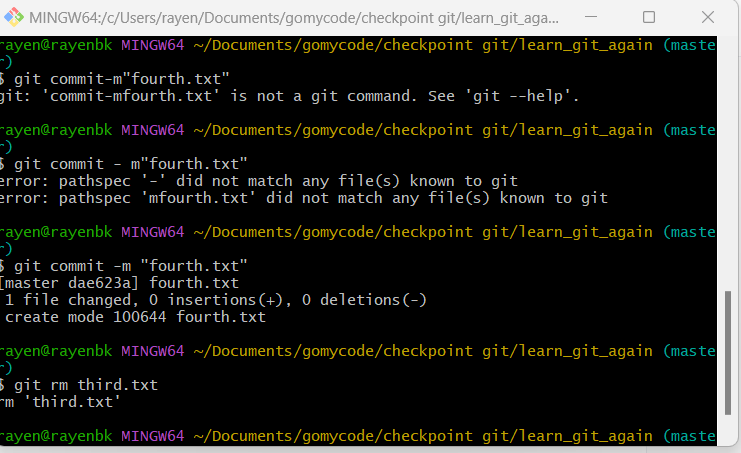 MINGW64:/c/Users/rayen/Documents/gomycode/checkpoint git/learn_git_aga...
rayen@rayenbk MINGW64 ~/Documents/gomycode/checkpoint git/learn_git_again (maste
r)
$ git commit-m"fourth.txt"
git: 'commit-mfourth.txt' is not a git command. See 'git --help'.
rayen@rayenbk MINGW64 ~/Documents/gomycode/checkpoint git/learn_git_again (maste
r)
$ git commit - m"fourth.txt"
error: pathspec '-' did not match any file(s) known to git
error: pathspec 'mfourth.txt' did not match any file(s) known to git
rayen@rayenbk MINGW64 ~/Documents/gomycode/checkpoint git/learn_git_again (maste
r)
$ git commit -m "fourth.txt"
[master dae623a] fourth.txt
1 file changed, 0 insertions(+), 0 deletions(-)
create mode 100644 fourth.txt
rayen@rayenbk MINGW64 ~/Documents/gomycode/checkpoint git/learn_git_again (maste
r)
$ git rm third.txt
rm 'third.txt'
rayen@rayenbk MINGW64 ~/Documents/gomycode/checkpoint git/learn_git_again (maste